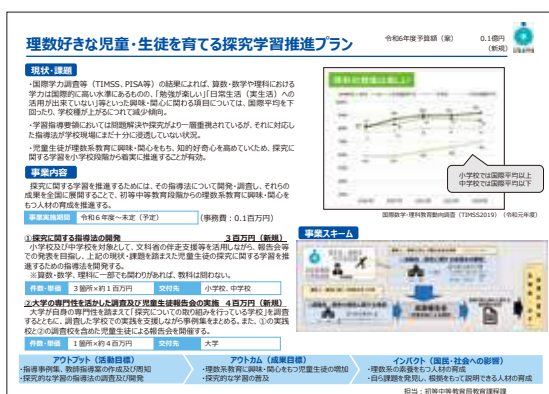 理数好きな児童・生徒を育てる探究学習推進プラン
令和6年度予算額（案）　0.1億円
（新規）
現状・課題
・国際学力調査等（TIMSS、PISA等）の結果によれば、算数・数学や理科における
学力は国際的に高い水準にあるものの、「勉強が楽しい」「日常生活（実生活）への
活用が出来ていない」等といった興味・関心に関わる項目については、国際平均を下
回ったり、学校種が上がるにつれて減少傾向。
・学習指導要領においては問題解決や探究がより一層重視されているが、それに対応し
た指導法が学校現場にまだ十分に浸透していない状況。
・児童生徒が理数系教育に興味・関心をもち、知的好奇心を高めていくため、探究に
関する学習を小学校段階から着実に推進することが有効。
理科の勉強は楽しい
小学校では国際平均以上
中学校では国際平均以下
国際数学・理科教育動向調査（TIMSS2019）（令和元年度）
事業内容
探究に関する学習を推進するためには、その指導法について開発・調査し、それら
の成果を全国に展開することで、初等中等教育段階からの理数系教育に興味・関心を
もつ人材の育成を推進する。
事業実施期間　令和6年度～未定（予定）　（事務費：0.1百万円）
①探究に関する指導法の開発　3百万円（新規）
小学校及び中学校を対象として、文科省の伴走支援等を活用しながら、報告会等
での発表を目指し、上記の現状・課題を踏まえた児童生徒の探究に関する学習を推
進するための指導法を開発する。
※算数・数学、理科に一部でも関わりがあれば、教科は問わない。
件数・単価　3箇所×約1百万円　交付先　小学校、中学校
②大学の専門性を活かした調査及び児童生徒報告会の実施　4百万円（新規）
大学が自身の専門性を踏まえて「探究についての取り組みを行っている学校」を調査
するとともに、調査した学校での実践を支援しながら事例集をまとめる。また、①の実践
校と②の調査校を含めた児童生徒による報告会を開催する。
件数・単価　1箇所×約4百万円　交付先　大学
事業スキーム
アウトプット（活動目標）
・指導事例集、教師指導案の作成及び周知
・探究的な学習の指導法の調査及び開発
アウトカム（成果目標）
・理数系教育に興味・関心をもつ児童生徒の増加
・探究的な学習の普及
インパクト（国民・社会への影響）
・理数系の素養をもつ人材の育成
・自ら課題を発見し、根拠をもって説明できる人材の育成
担当：初等中等教育局教育課程課